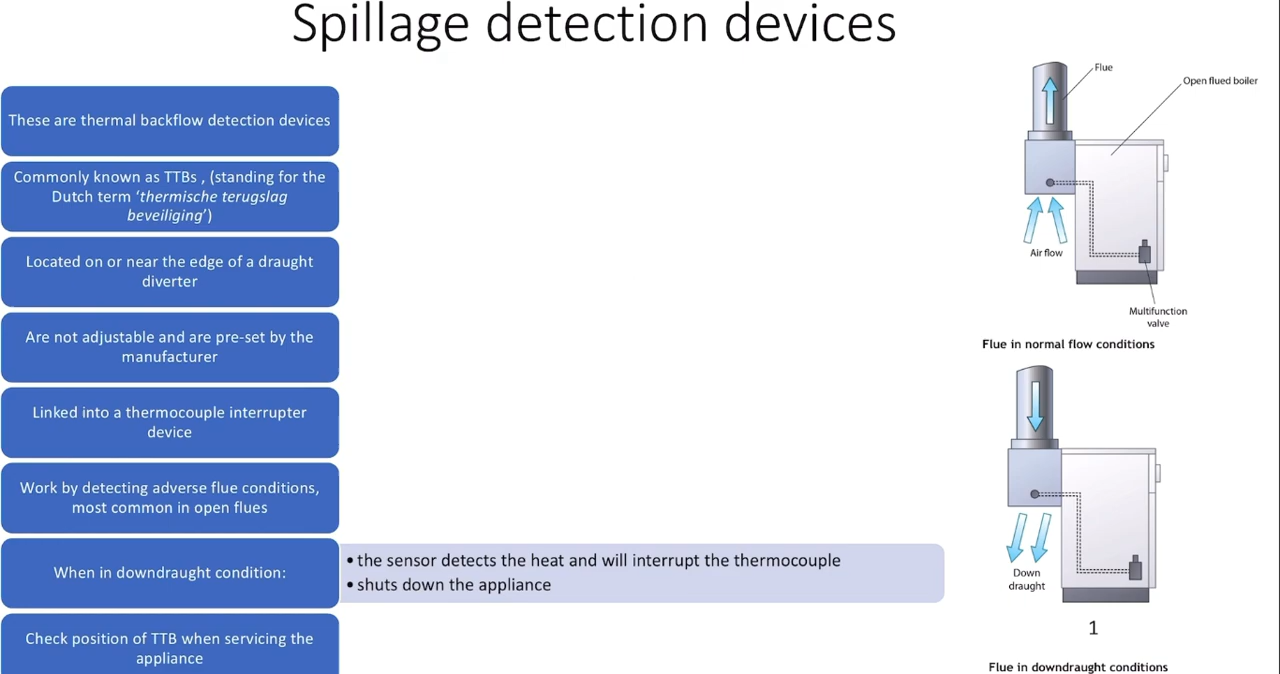 Spillage detection devices
These are thermal backflow detection devices
Commonly known as TTBs , (standing for the
Dutch term ‘thermische terugslag
beveiliging’)
Located on or near the edge of a draught
diverter
Are not adjustable and are pre-set by the
manufacturer
Linked into a thermocouple interrupter
device
Work by detecting adverse flue conditions,
most common in open flues
When in downdraught condition:
• the sensor detects the heat and will interrupt the thermocouple
• shuts down the appliance
Check position of TTB when servicing the
appliance
Flue
Open flued boiler
Air flow
Multifunction
valve
Flue in normal flow conditions
Down
draught
1
Flue in downdraught conditions